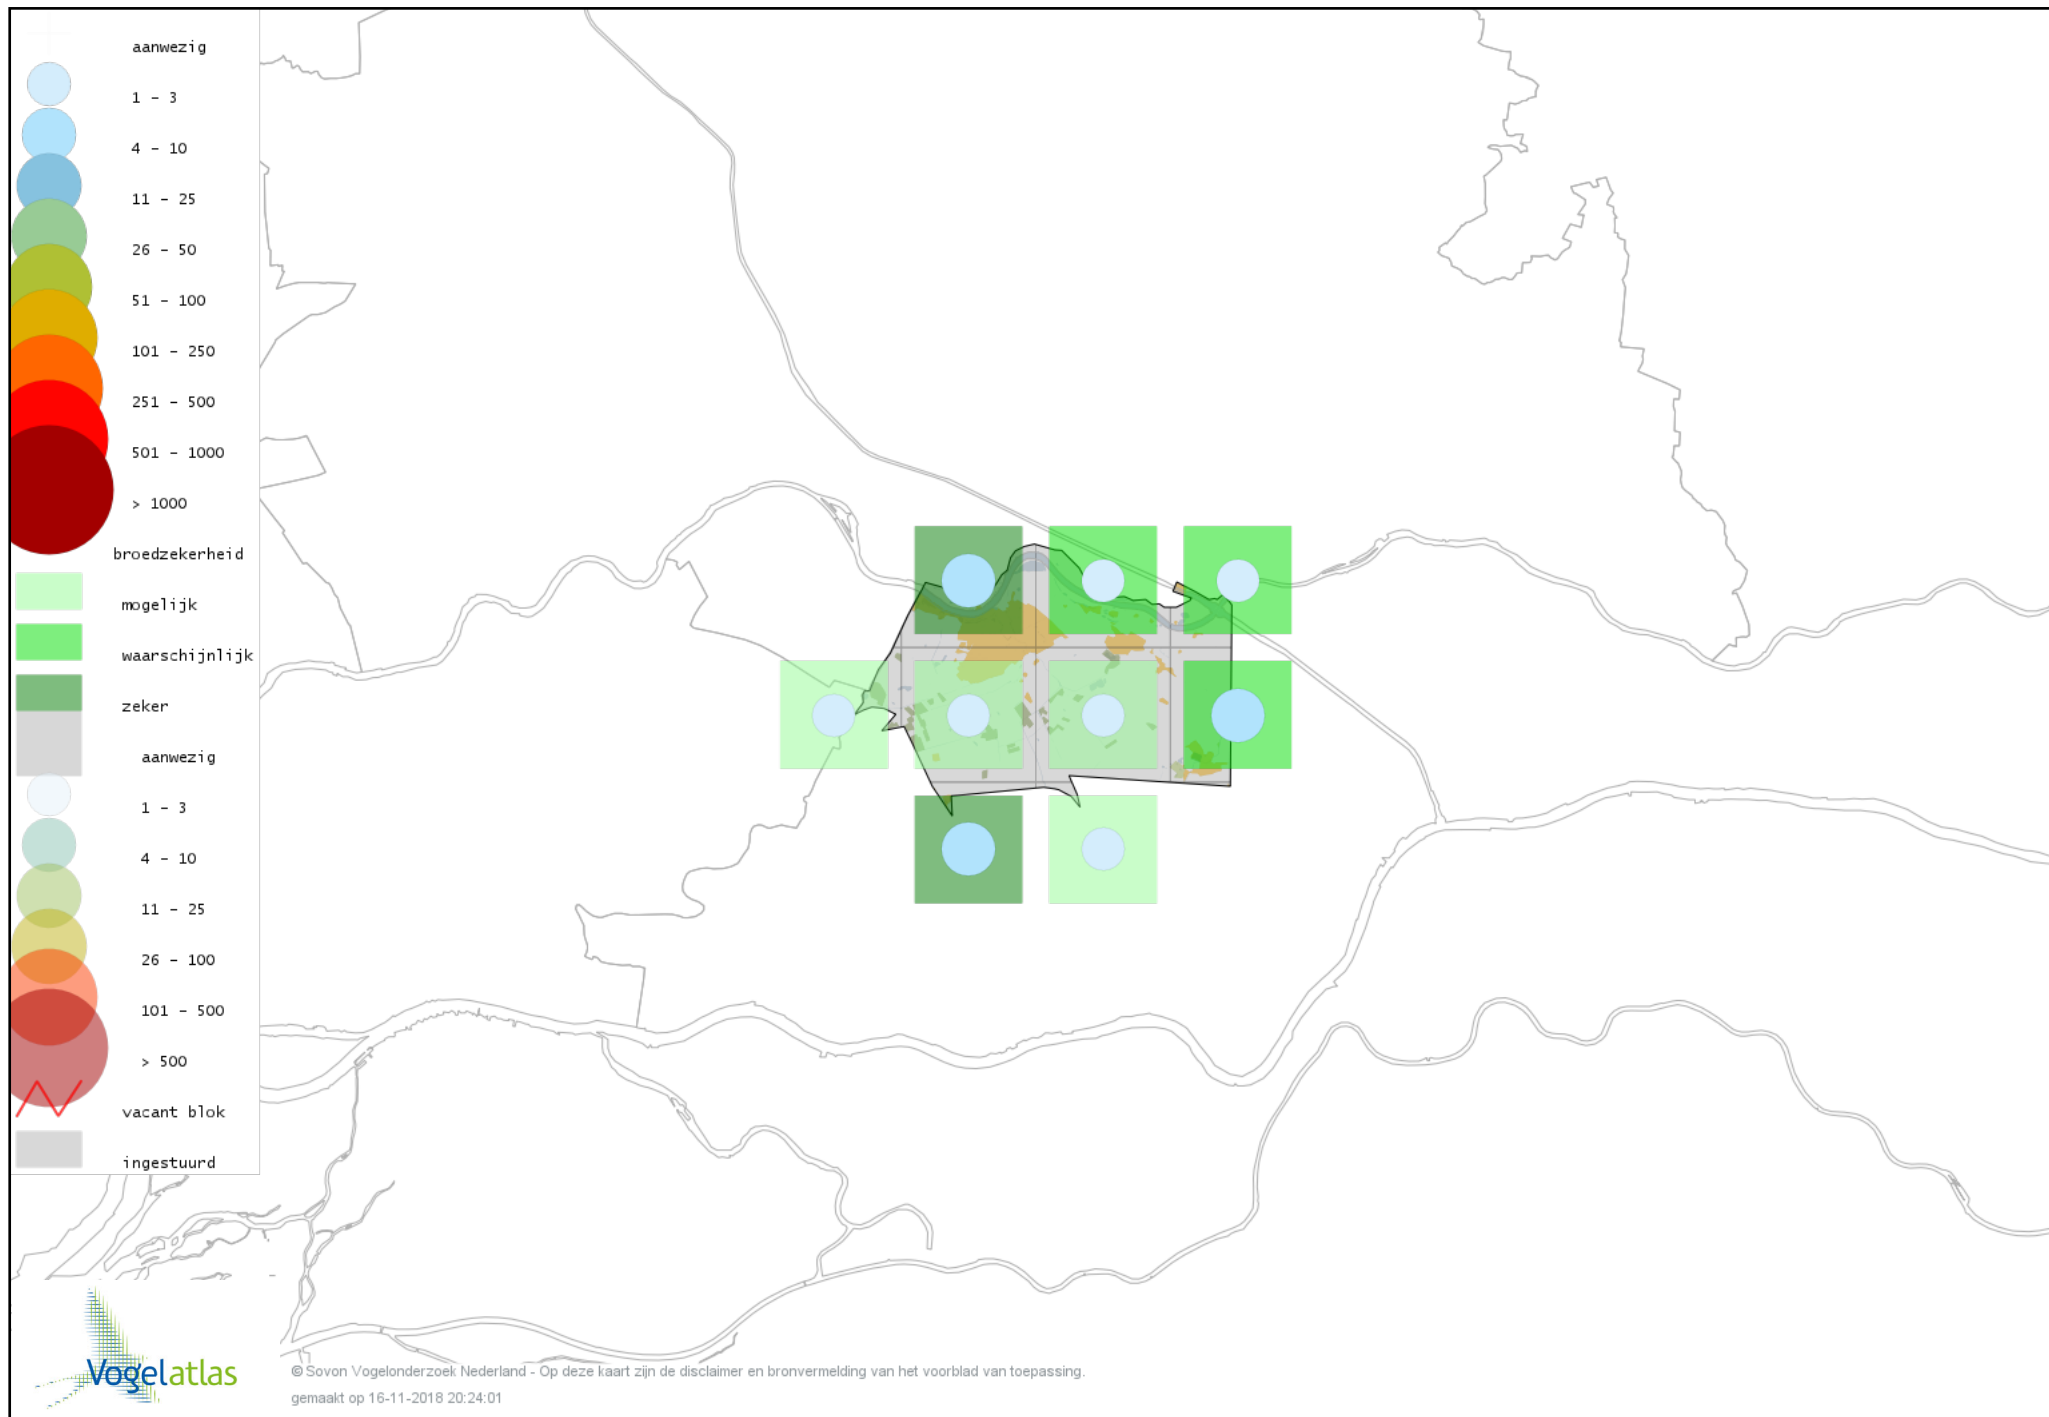 aanwezig
1 - 3
4 - 10
11 - 25
26 - 50
51 - 100
101 - 250
251 - 500
501 - 1000
> 1000
broedzekerheid
mogelijk
waarschijnlijk
zeker
aanwezig
1 - 3
4 - 10
11 - 25
26 - 100
101 - 500
> 500
vacant blok
ingestuurd
Vogelatlas
© Sovon Vogelonderzoek Nederland - Op deze kaart zijn de disclaimer en bronvermelding van het voorblad van toepassing.
gemaakt op 16-11-2018 20:24:01